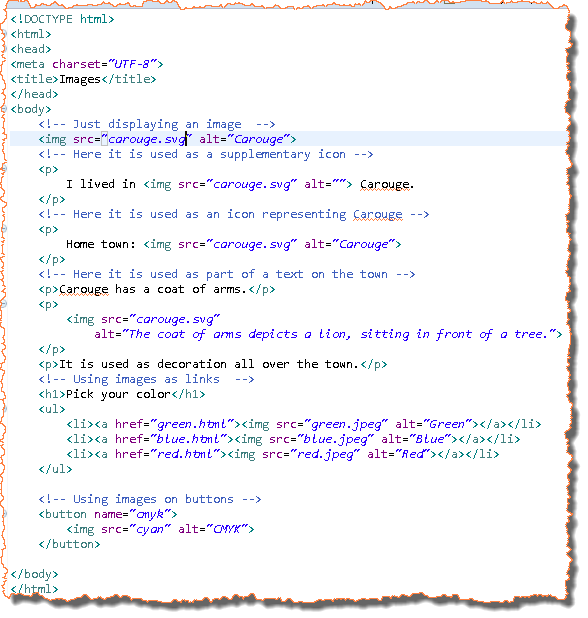 <!DOCTYPE html>
<html>
<head>
<meta charset="UTF-8">
<title>Images</title>
</head>
<body>
    <!-- Just displaying an image  -->
    <img src="carouge.svg" alt="Carouge">
    <!-- Here it is used as a supplementary icon -->
    <p>
        I lived in <img src="carouge.svg" alt=""> Carouge.
    </p>
    <!-- Here it is used as an icon representing Carouge -->
    <p>
        Home town: <img src="carouge.svg" alt="Carouge">
    </p>
    <!-- Here it is used as part of a text on the town -->
    <p>Carouge has a coat of arms.</p>
    <p>
        <img src="carouge.svg"
            alt="The coat of arms depicts a lion, sitting in front of a tree.">
    </p>
    <p>It is used as decoration all over the town.</p>
    <!-- Using images as links  -->
    <h1>Pick your color</h1>
    <ul>
        <li><a href="green.html"><img src="green.jpeg" alt="Green"></a></li>
        <li><a href="blue.html"><img src="blue.jpeg" alt="Blue"></a></li>
        <li><a href="red.html"><img src="red.jpeg" alt="Red"></a></li>
    </ul>

    <!-- Using images on buttons -->
    <button name="cmyk">
        <img src="cyan" alt="CMYK">
    </button>

</body>
</html>